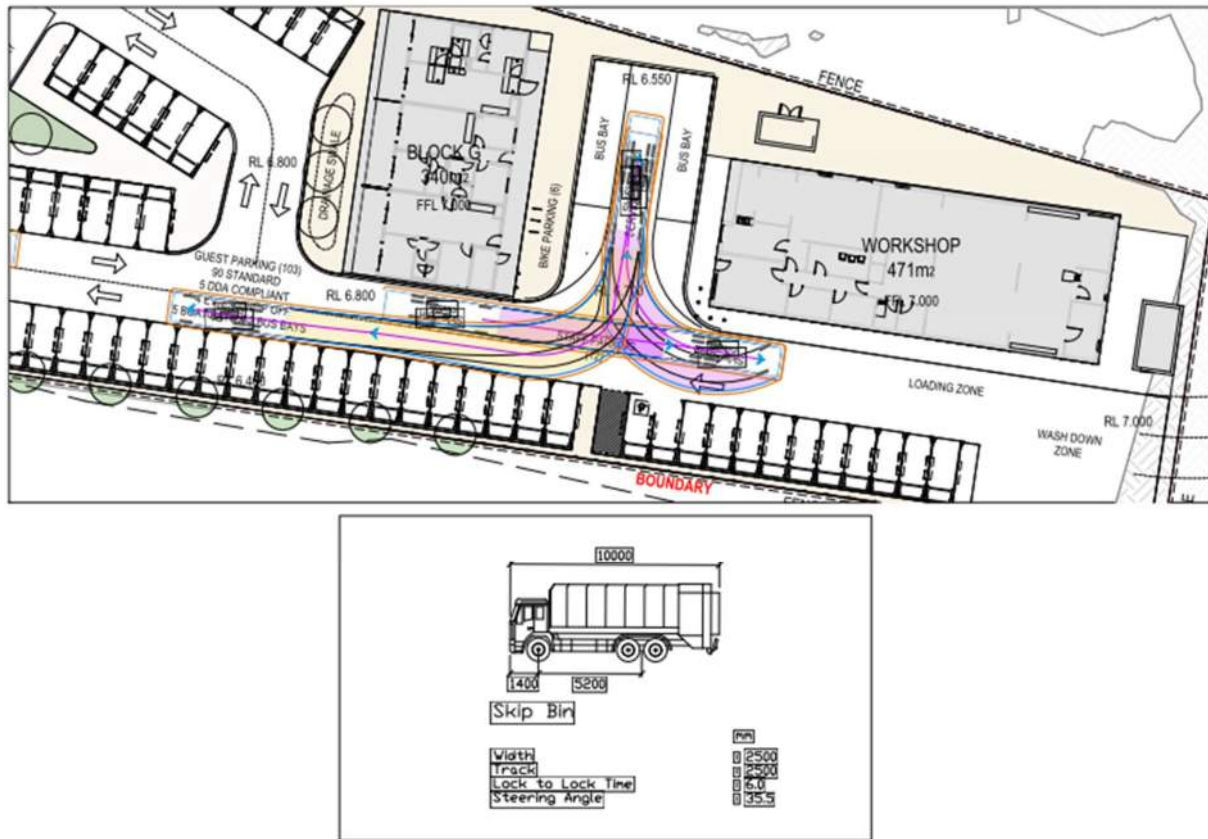 FENCE
RL 6.550
BUS BAY
BUS BAY
BLOCK G
340m²
FFL 7.000
DRAINAGE SWALE
BIKE PARKING (6)
RL 6.800
WORKSHOP
471m²
FFL 7.000
GUEST PARKING (103)
90 STANDARD
5 DDA COMPLIANT
RL 6.800
BUS BAYS
LOADING ZONE
RL 7.000
WASH DOWN
ZONE
BOUNDARY
10000
1400
5200
Skip Bin
mm
Width : 2500
Track : 2500
Lock to Lock Time : 6.0
Steering Angle : 35.5